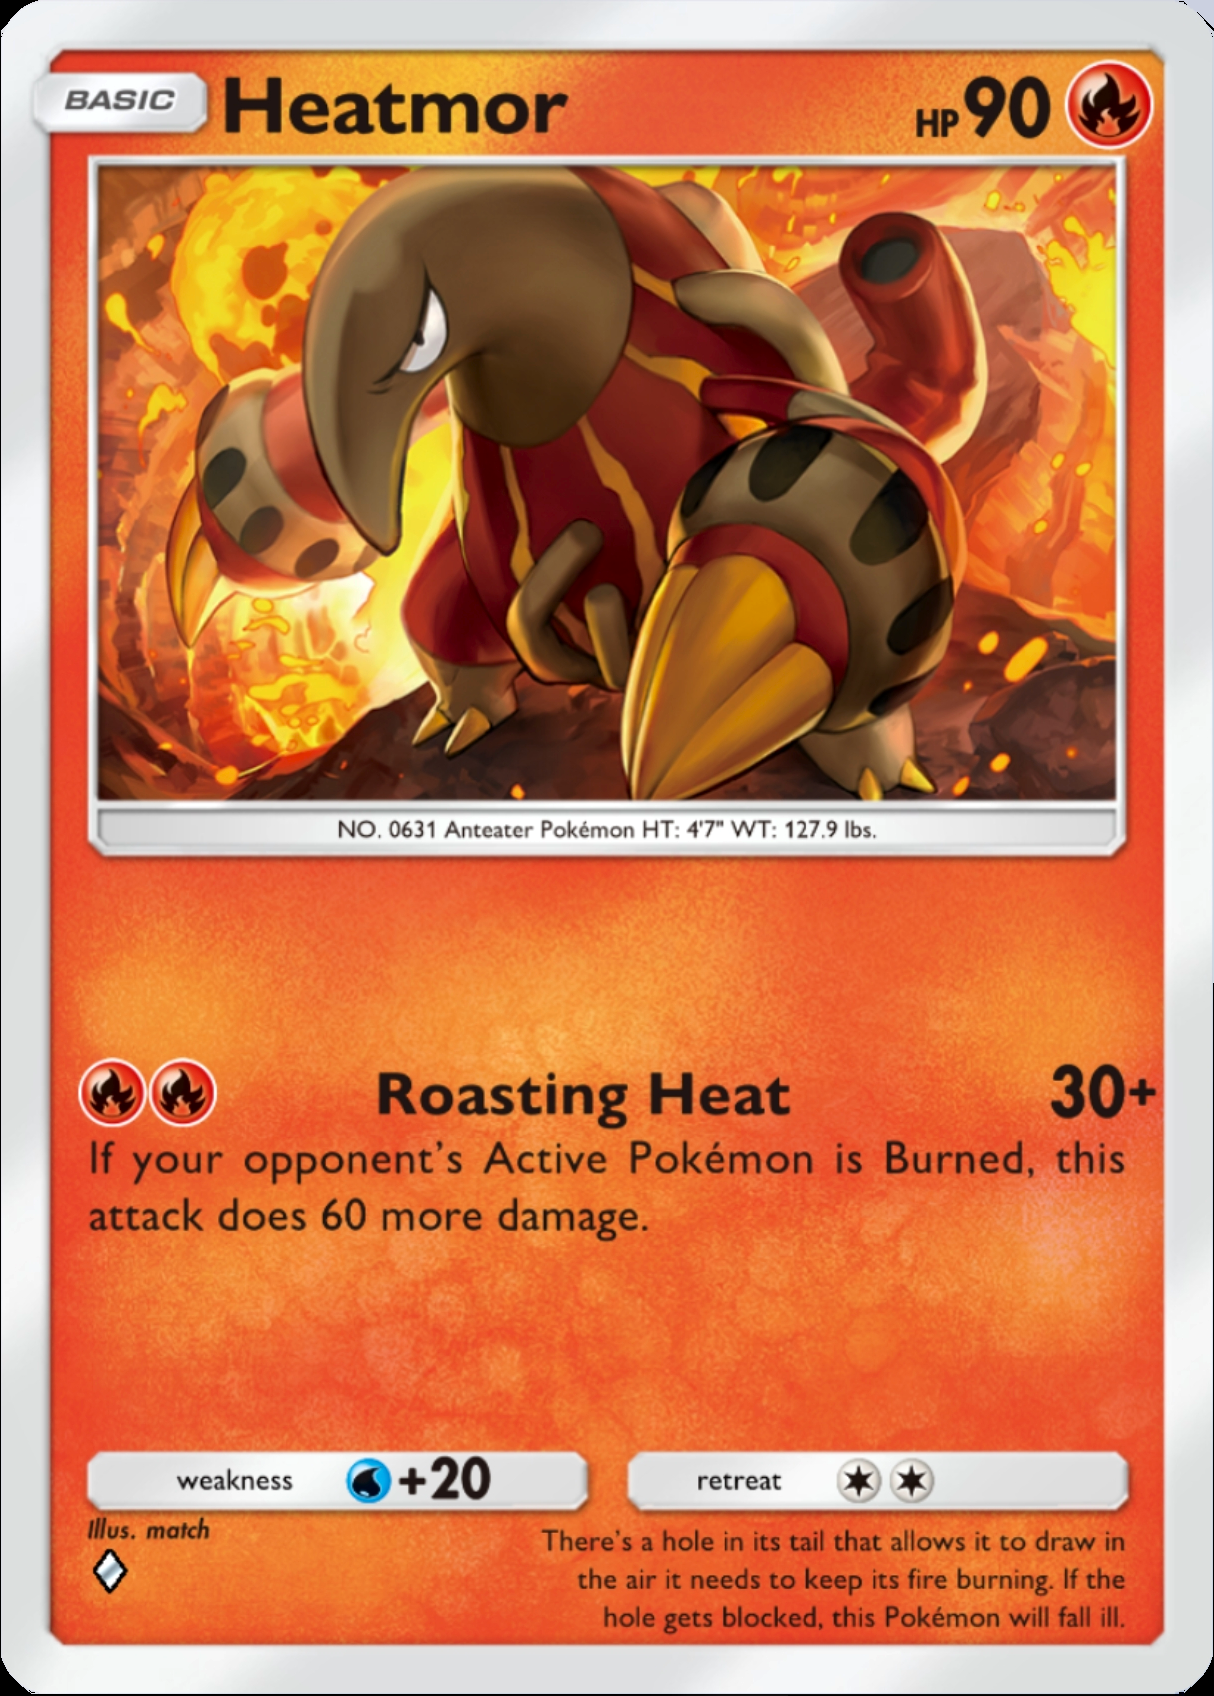 BASIC
Heatmor
HP 90
NO. 0631 Anteater Pokémon HT: 4'7" WT: 127.9 lbs.
Roasting Heat 30+
If your opponent's Active Pokémon is Burned, this
attack does 60 more damage.
weakness +20
retreat
Illus. match
There's a hole in its tail that allows it to draw in
the air it needs to keep its fire burning. If the
hole gets blocked, this Pokémon will fall ill.